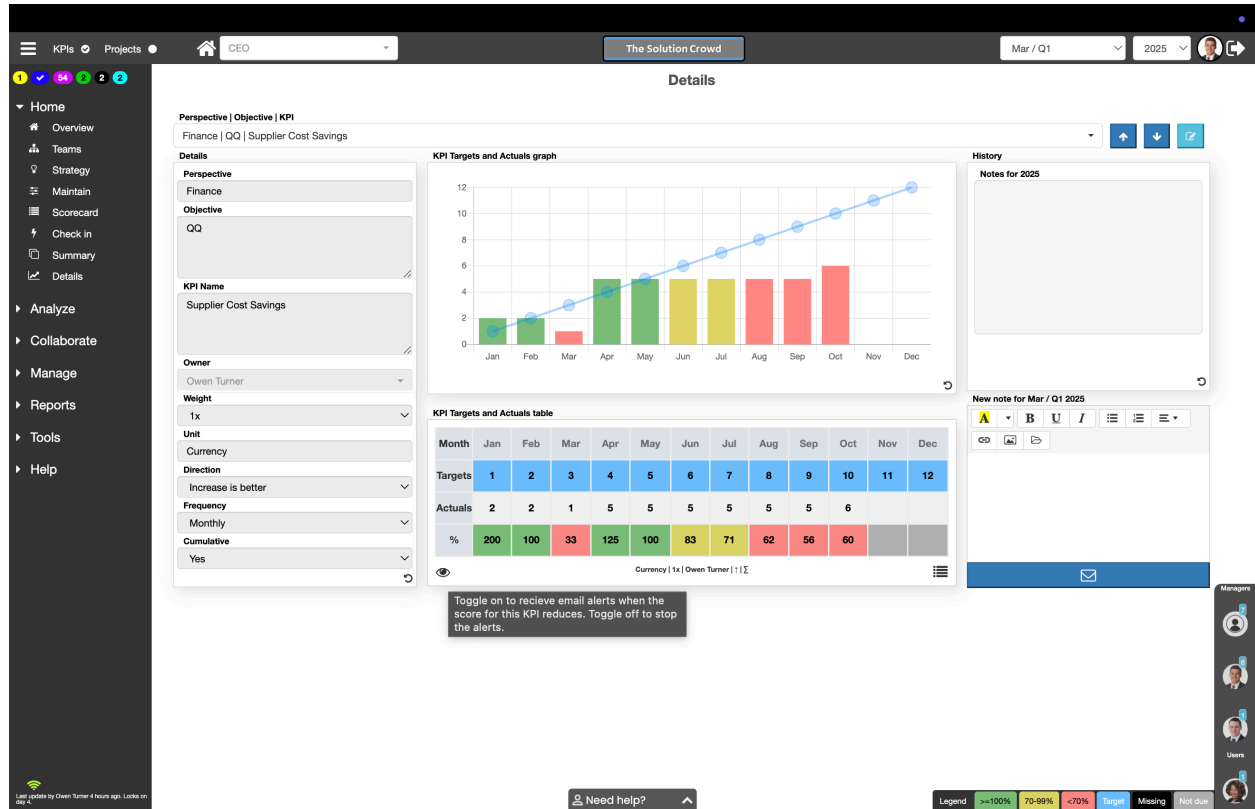 KPIs
Projects
CEO
The Solution Crowd
Mar / Q1
2025
1
54
2
2
2
Home
Overview
Teams
Strategy
Maintain
Scorecard
Check in
Summary
Details
Analyze
Collaborate
Manage
Reports
Tools
Help
Last update by Owen Turner 4 hours ago. Locks on
day 4.
Details
Perspective | Objective | KPI
Finance | QQ | Supplier Cost Savings
Details
Perspective
Finance
Objective
QQ
KPI Name
Supplier Cost Savings
Owner
Owen Turner
Weight
1x
Unit
Currency
Direction
Increase is better
Frequency
Monthly
Cumulative
Yes
KPI Targets and Actuals graph
12
10
8
6
4
2
0
Jan Feb Mar Apr May Jun Jul Aug Sep Oct Nov Dec
KPI Targets and Actuals table
Month Jan Feb Mar Apr May Jun Jul Aug Sep Oct Nov Dec
Targets 1 2 3 4 5 6 7 8 9 10 11 12
Actuals 2 2 1 5 5 5 5 5 5 6
% 200 100 33 125 100 83 71 62 56 60
Currency | 1x | Owen Turner | ↑ | ∑
Toggle on to recieve email alerts when the
score for this KPI reduces. Toggle off to stop
the alerts.
History
Notes for 2025
New note for Mar / Q1 2025
A B U I
Managers
7
6
1
Users
1
Need help?
Legend >=100% 70-99% <70% Target Missing Not due